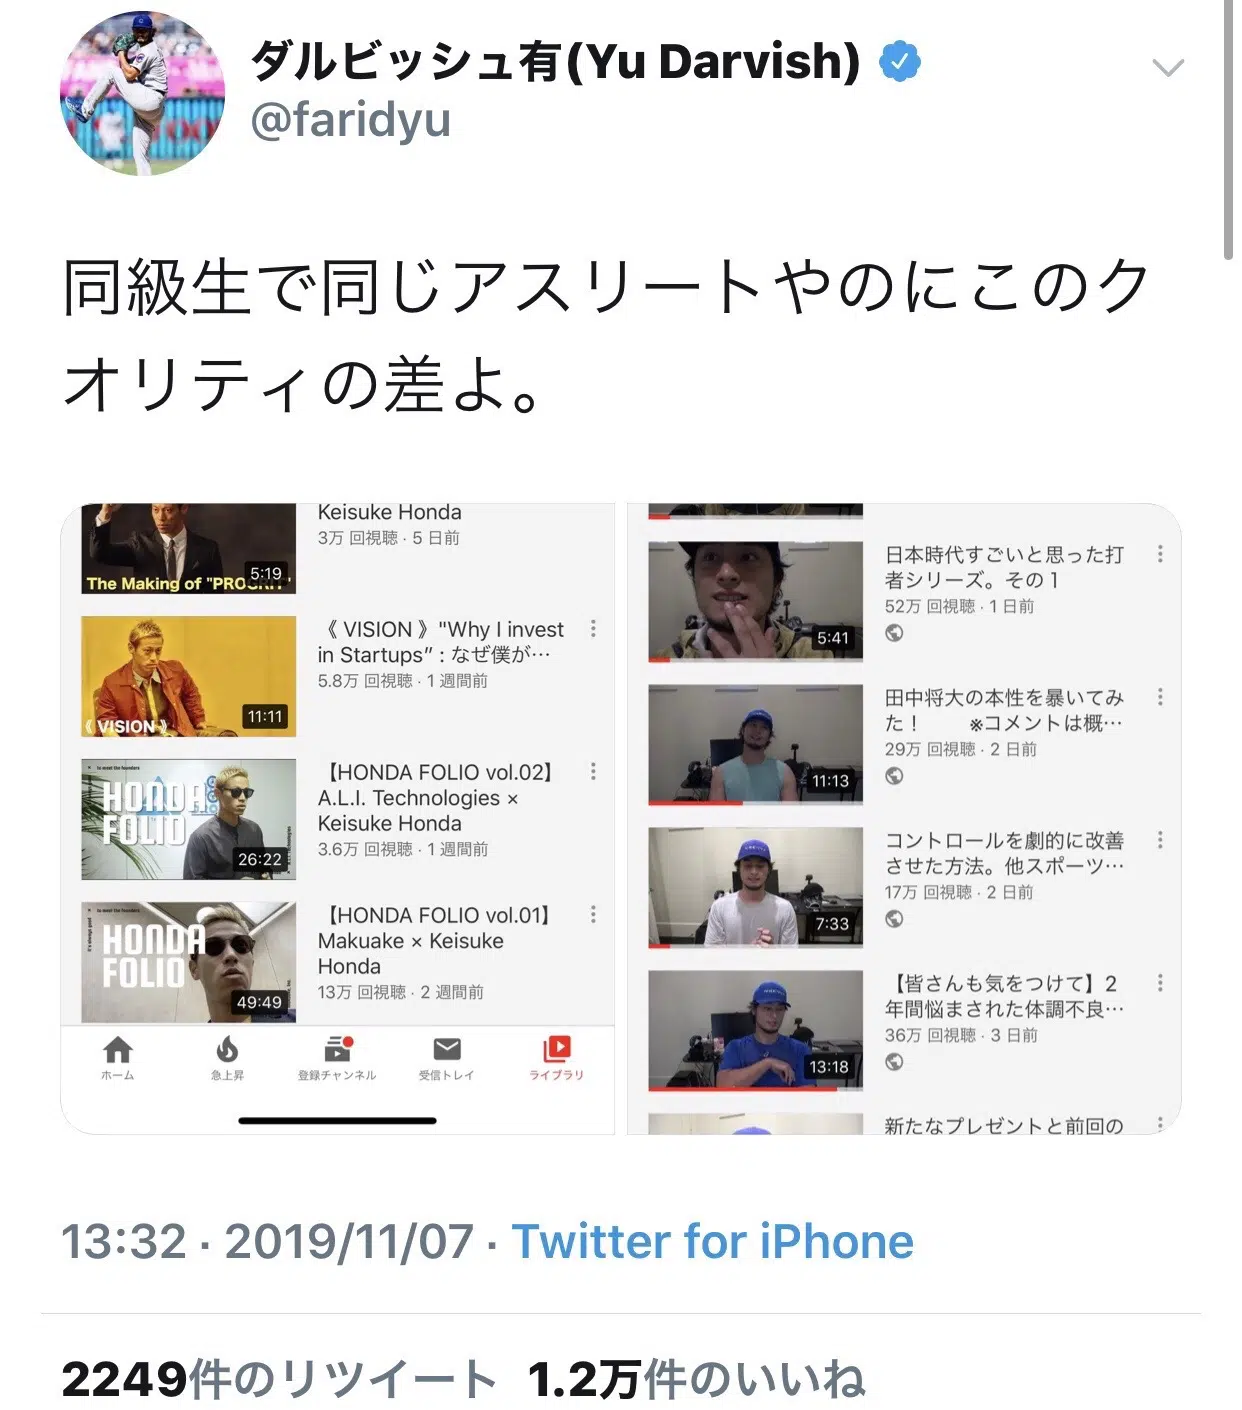 ダルビッシュ有(Yu Darvish)
@faridyu
同級生で同じアスリートやのにこのク
オリティの差よ。
The Making of "PROCRIT"
5:19
Keisuke Honda
3万 回視聴 · 5 日前
《 VISION 》
11:11
《 VISION 》"Why I invest
in Startups” : なぜ僕が…
5.8万 回視聴 · 1 週間前
HONDA
FOLIO
26:22
【HONDA FOLIO vol.02】
A.L.I. Technologies ×
Keisuke Honda
3.6万 回視聴 · 1 週間前
HONDA
FOLIO
49:49
【HONDA FOLIO vol.01】
Makuake × Keisuke
Honda
13万 回視聴 · 2 週間前
ホーム
急上昇
登録チャンネル
受信トレイ
ライブラリ
5:41
日本時代すごいと思った打
者シリーズ。その１
52万 回視聴 · 1 日前
11:13
田中将大の本性を暴いてみ
た！　　※コメントは概…
29万 回視聴 · 2 日前
7:33
コントロールを劇的に改善
させた方法。他スポーツ…
17万 回視聴 · 2 日前
13:18
【皆さんも気をつけて】2
年間悩まされた体調不良…
36万 回視聴 · 3 日前
新たなプレゼントと前回の
13:32 · 2019/11/07 · Twitter for iPhone
2249件のリツイート 1.2万件のいいね